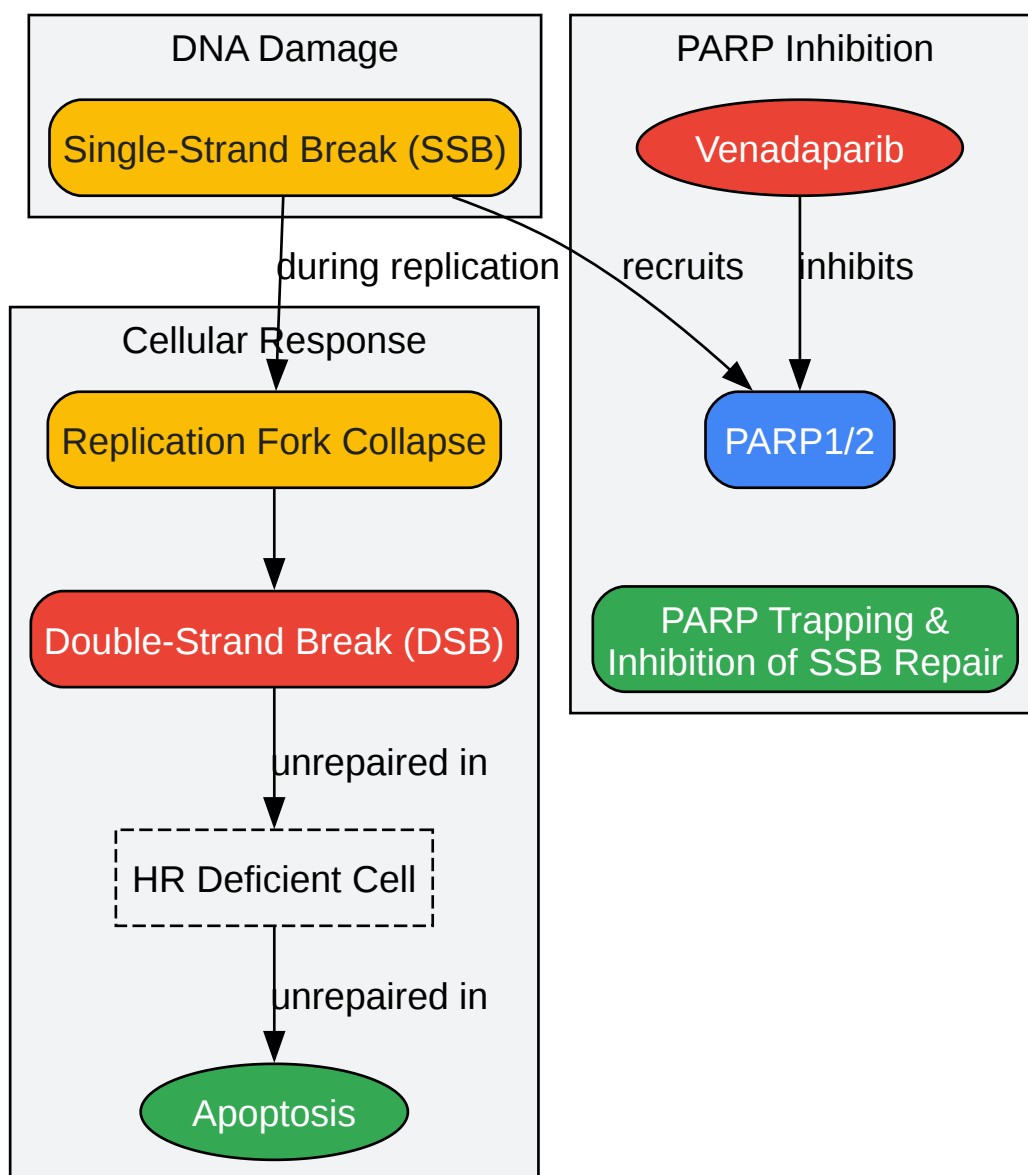 DNA Damage
Single-Strand Break (SSB)
PARP Inhibition
Venadaparib
during replication
recruits
inhibits
Cellular Response
Replication Fork Collapse
PARP1/2
Double-Strand Break (DSB)
PARP Trapping &
Inhibition of SSB Repair
unrepaired in
HR Deficient Cell
unrepaired in
Apoptosis